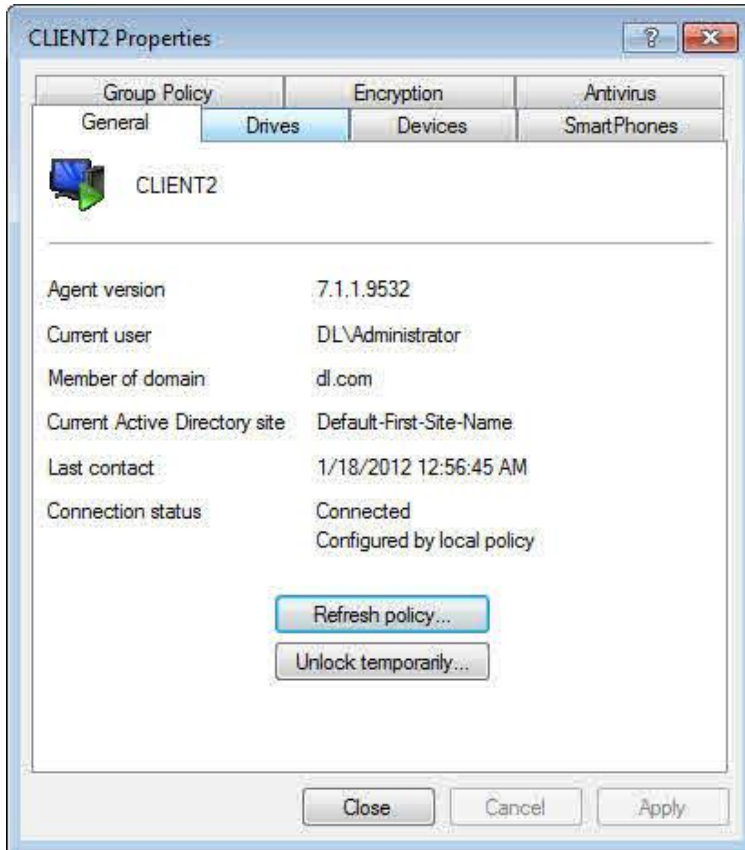 CLIENT2 Properties
Group Policy Encryption Antivirus
General Drives Devices SmartPhones
CLIENT2
Agent version 7.1.1.9532
Current user DL\Administrator
Member of domain dl.com
Current Active Directory site Default-First-Site-Name
Last contact 1/18/2012 12:56:45 AM
Connection status Connected
Configured by local policy
Refresh policy...
Unlock temporarily...
Close Cancel Apply